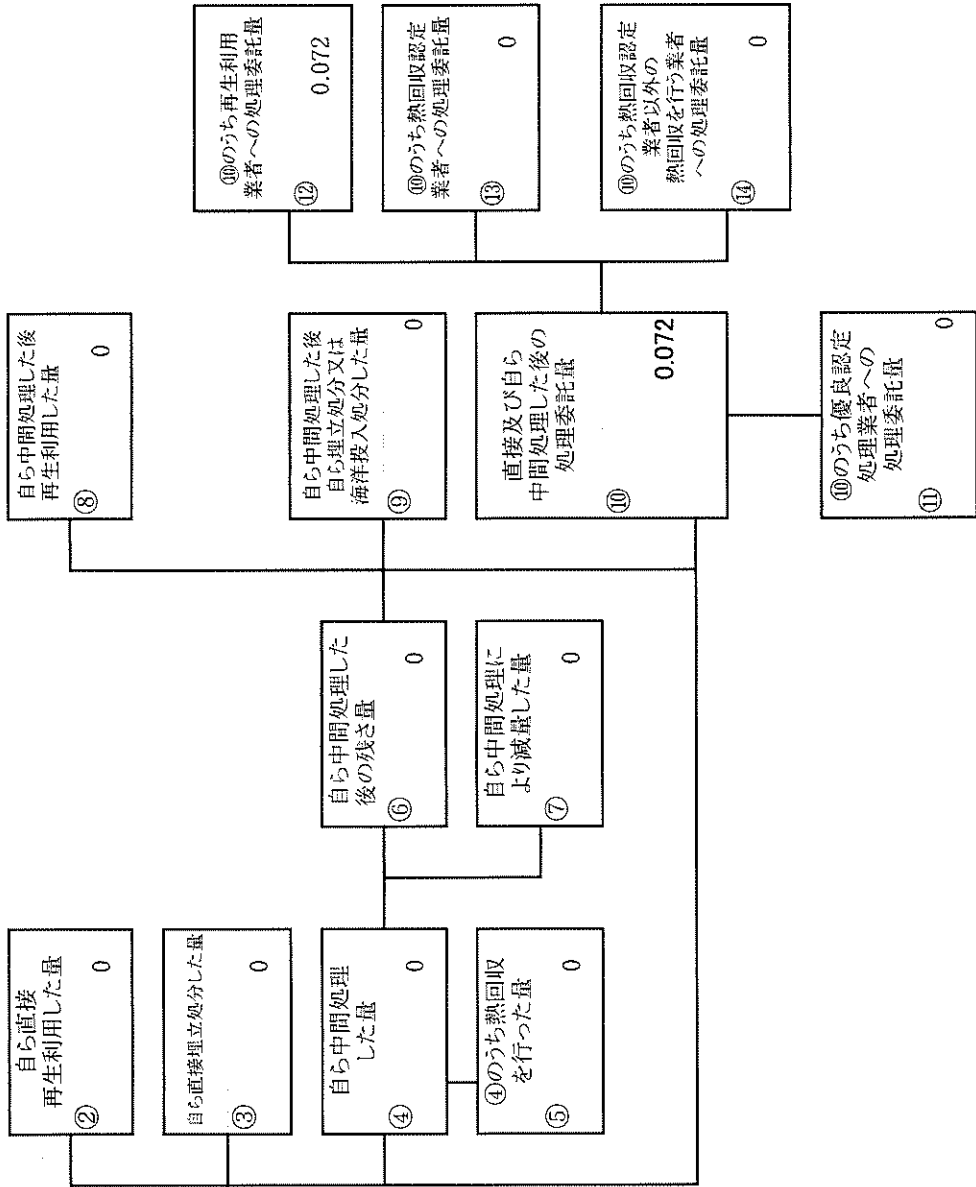 ②
自ら直接
再生利用した量
0
③
自ら直接埋立処分した量
0
④
自ら中間処理
した量
0
⑤
④のうち熱回収
を行った量
0
⑥
自ら中間処理した
後の残さ量
0
⑦
自ら中間処理に
より減量した量
0
⑧
自ら中間処理した後
再生利用した量
0
⑨
自ら中間処理した後
自ら埋立処分又は
海洋投入処分した量
0
⑩
直接及び自ら
中間処理した後の
処理委託量
0.072
⑪
⑩のうち優良認定
処理業者への
処理委託量
0
⑫
⑩のうち再生利用
業者への処理委託量
0.072
⑬
⑩のうち熱回収認定
業者への処理委託量
0
⑭
⑩のうち熱回収認定
業者以外の
熱回収を行う業者
への処理委託量
0